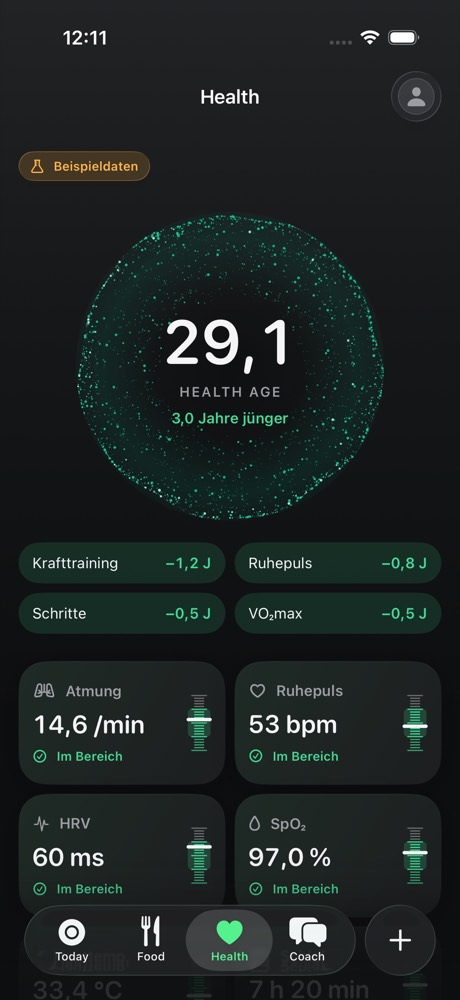 12:11
Health
Beispieldaten
29,1
HEALTH AGE
3,0 Jahre jünger
Krafttraining −1,2 J
Ruhepuls −0,8 J
Schritte −0,5 J
VO₂max −0,5 J
Atmung
14,6 /min
Im Bereich
Ruhepuls
53 bpm
Im Bereich
HRV
60 ms
Im Bereich
SpO₂
97,0 %
Im Bereich
33,4 °C
7 h 20 min
Today
Food
Health
Coach